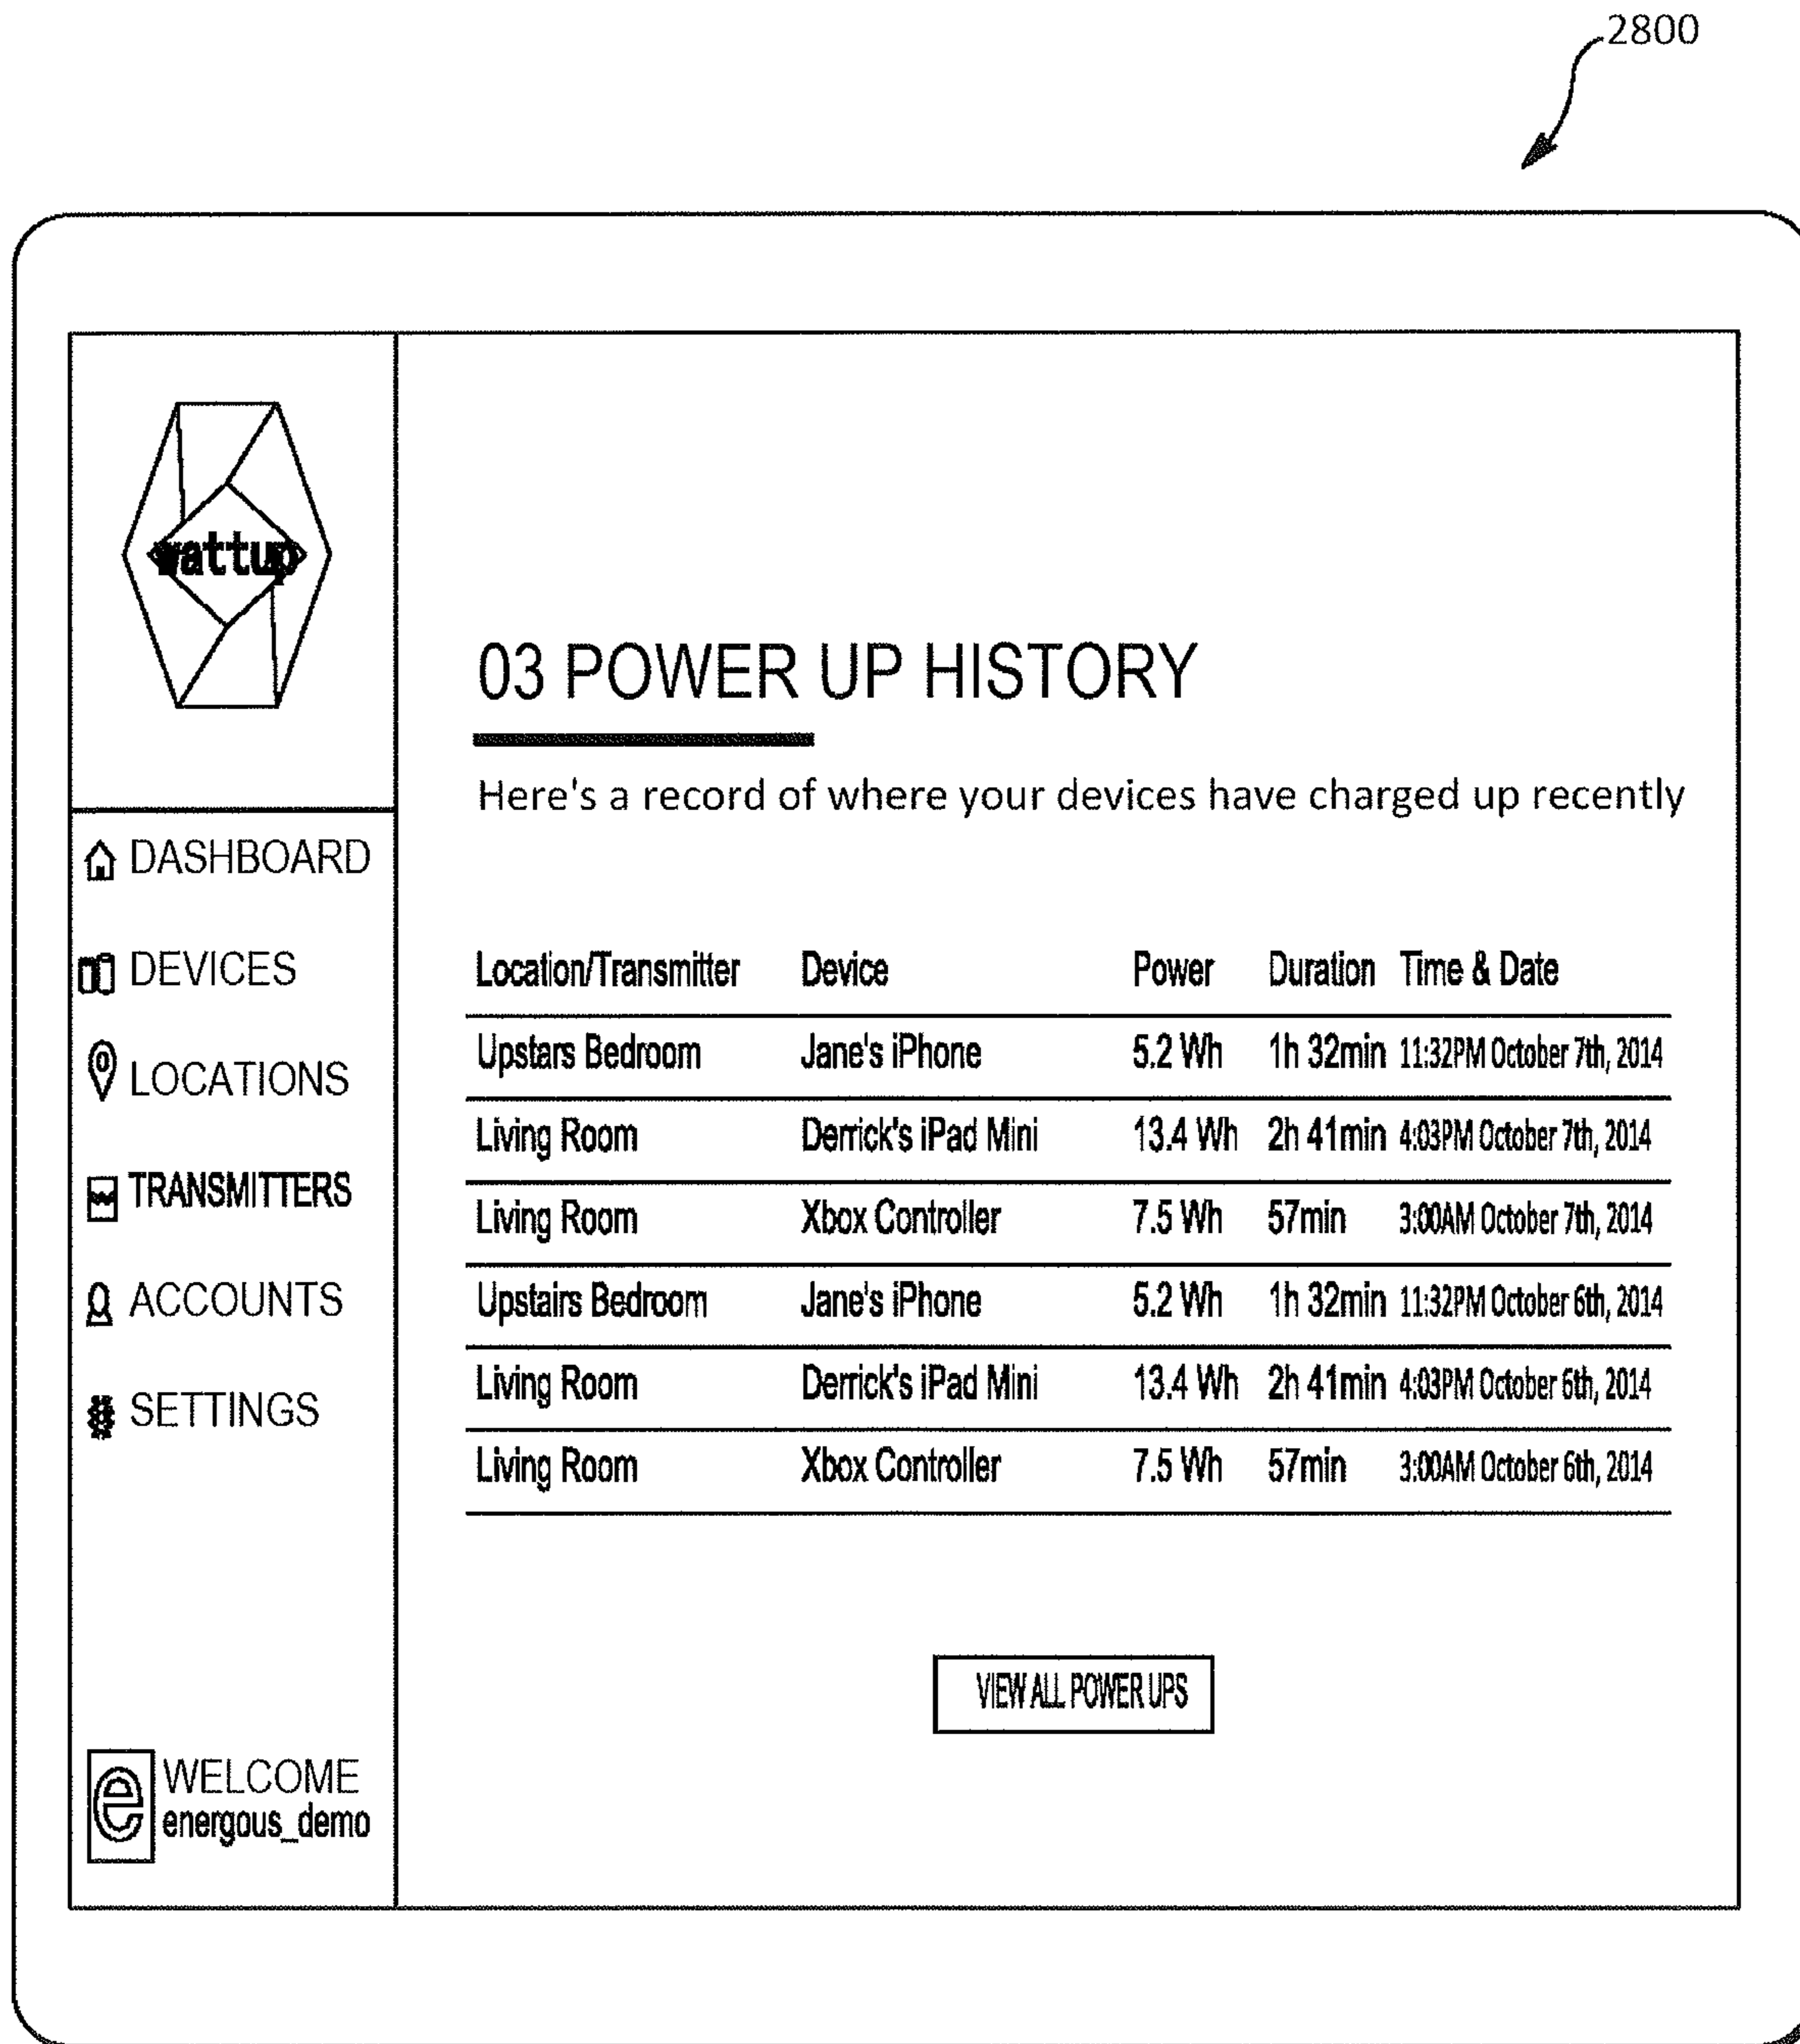 2800
wattup
DASHBOARD
DEVICES
LOCATIONS
TRANSMITTERS
ACCOUNTS
SETTINGS
e WELCOME
energous_demo
03 POWER UP HISTORY
Here's a record of where your devices have charged up recently
Location/Transmitter Device Power Duration Time & Date
Upstars Bedroom Jane's iPhone 5.2 Wh 1h 32min 11:32PM October 7th, 2014
Living Room Derrick's iPad Mini 13.4 Wh 2h 41min 4:03PM October 7th, 2014
Living Room Xbox Controller 7.5 Wh 57min 3:00AM October 7th, 2014
Upstairs Bedroom Jane's iPhone 5.2 Wh 1h 32min 11:32PM October 6th, 2014
Living Room Derrick's iPad Mini 13.4 Wh 2h 41min 4:03PM October 6th, 2014
Living Room Xbox Controller 7.5 Wh 57min 3:00AM October 6th, 2014
VIEW ALL POWER UPS